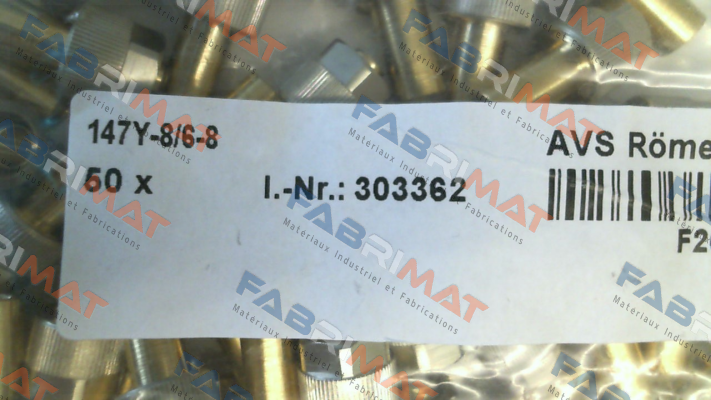 147Y-8/6-8
50 x
I.-Nr.: 303362
AVS Röme
F2
FABRIMAT
Matériaux Industriel et Fabrications